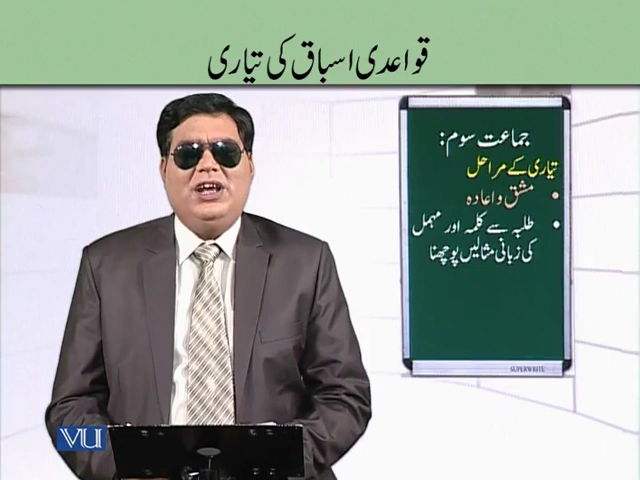 قواعدی اسباق کی تیاری
جماعت سوم:
تیاری کے مراحل
• مشق و اعادہ
• طلبہ سے کلمہ اور مہمل
کی زبانی مثالیں پوچھنا
SUPERWRITE
VU